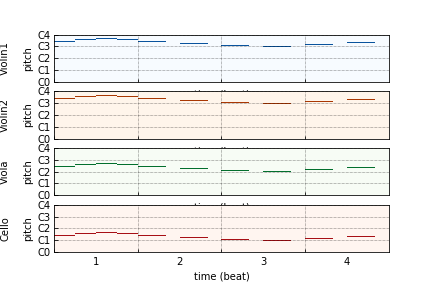 Violin1
pitch
C4
C3
C2
C1
C0
Violin2
pitch
C4
C3
C2
C1
C0
Viola
pitch
C4
C3
C2
C1
C0
Cello
pitch
C4
C3
C2
C1
C0
1 2 3 4
time (beat)